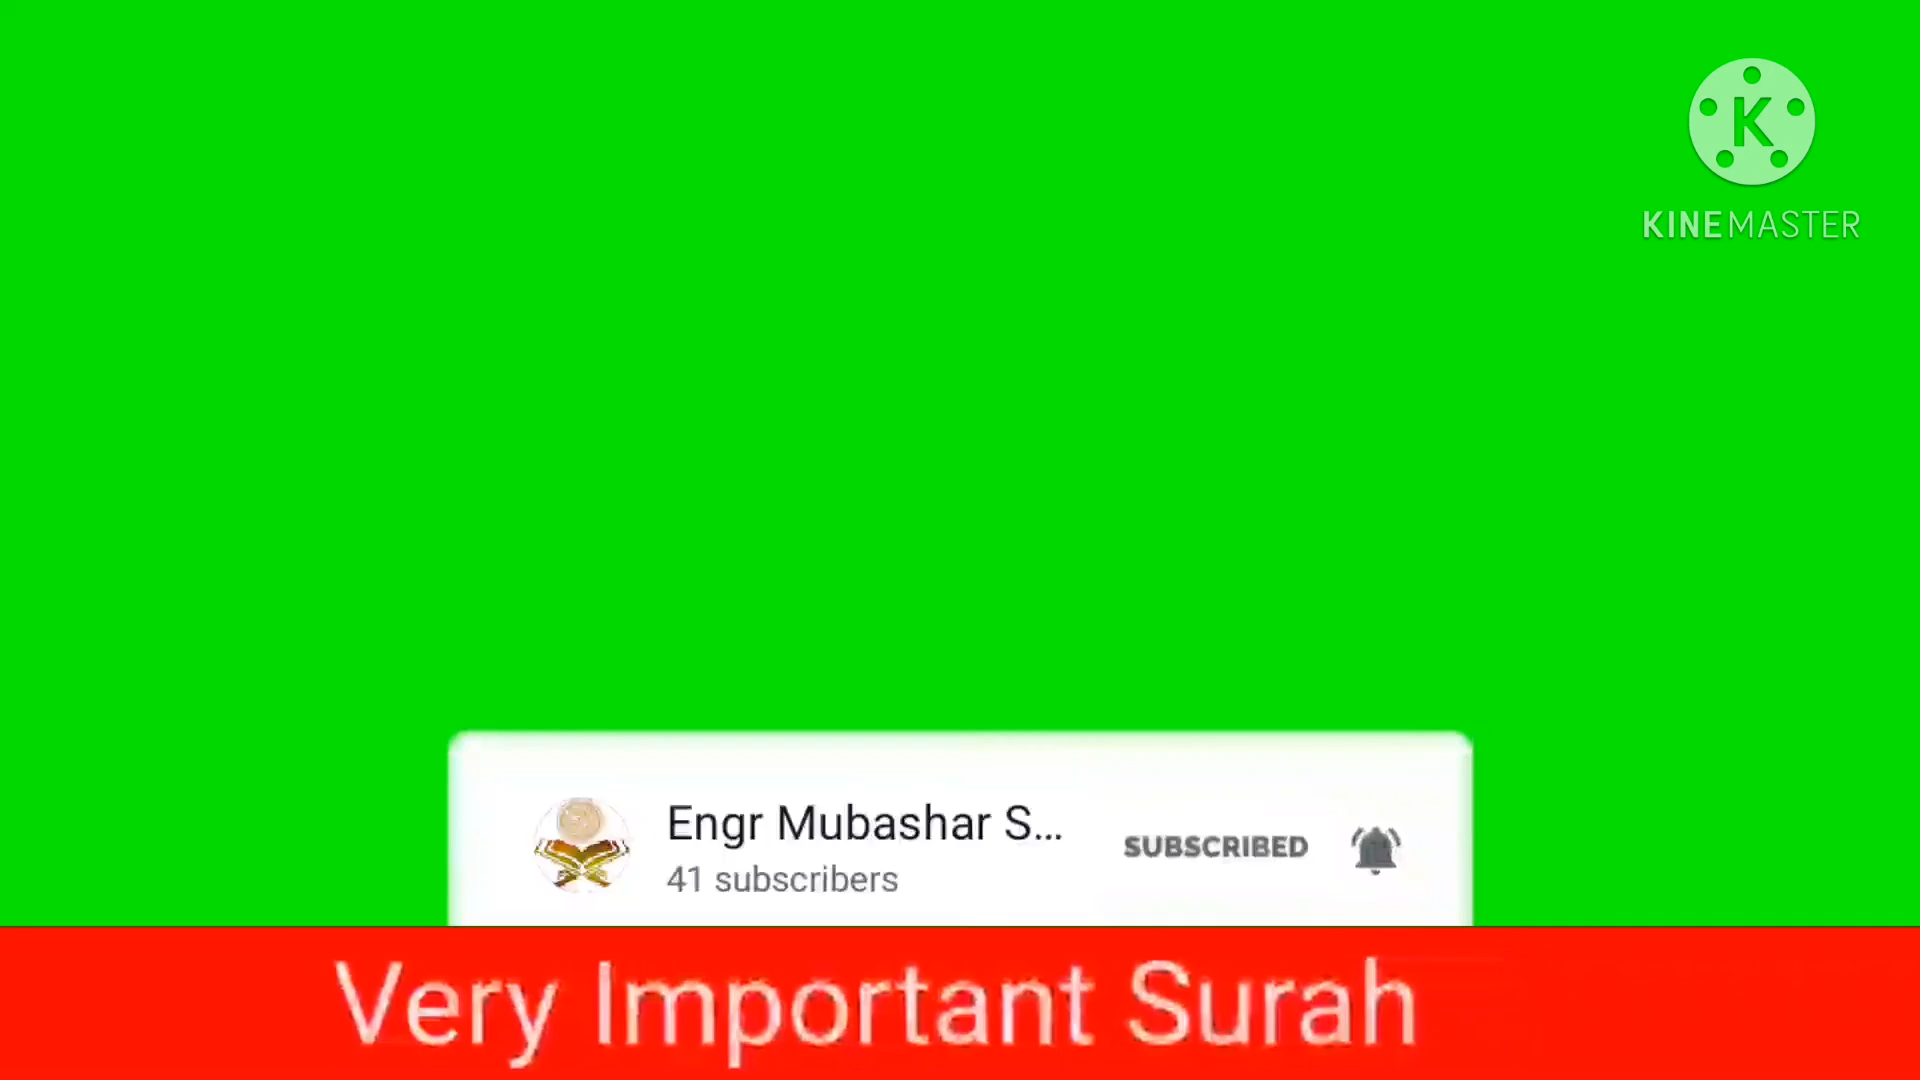 K
KINEMASTER
Engr Mubashar S...
41 subscribers
SUBSCRIBED
Very Important Surah